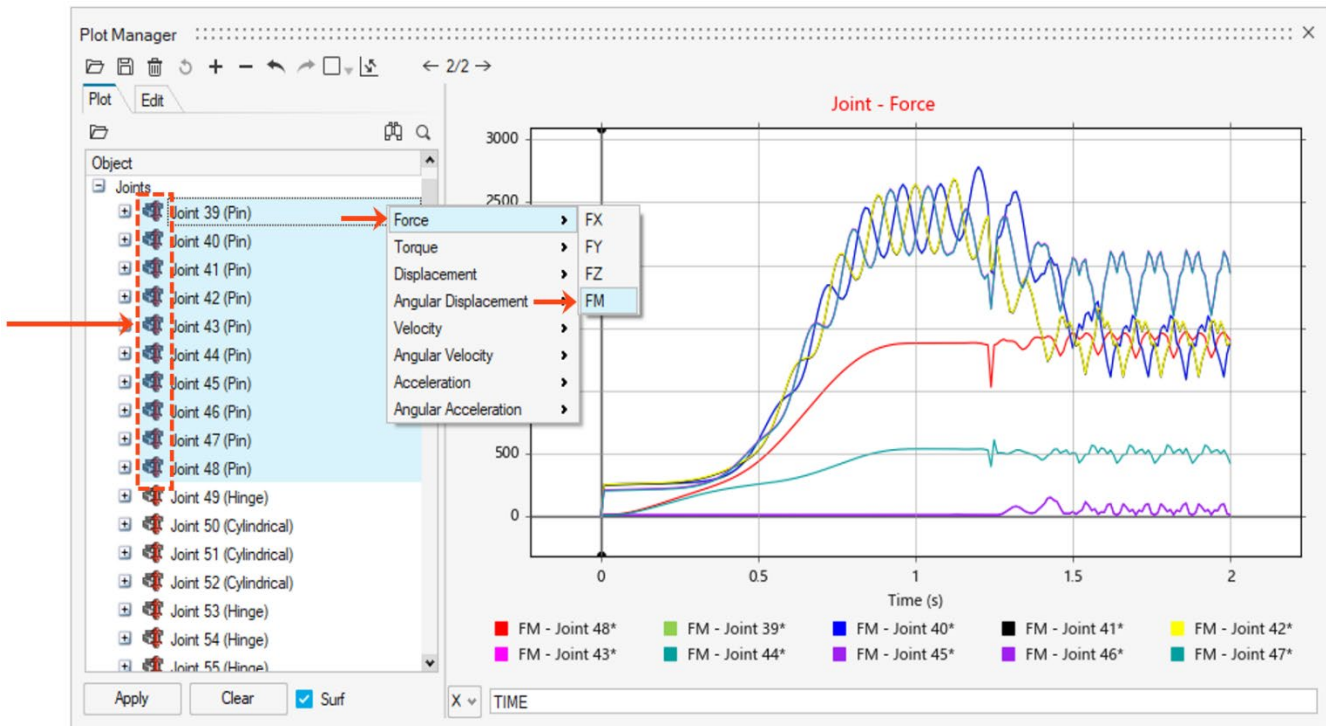 Plot Manager
2/2
Plot Edit
Object
Joints
Joint 39 (Pin)
Joint 40 (Pin)
Joint 41 (Pin)
Joint 42 (Pin)
Joint 43 (Pin)
Joint 44 (Pin)
Joint 45 (Pin)
Joint 46 (Pin)
Joint 47 (Pin)
Joint 48 (Pin)
Joint 49 (Hinge)
Joint 50 (Cylindrical)
Joint 51 (Cylindrical)
Joint 52 (Cylindrical)
Joint 53 (Hinge)
Joint 54 (Hinge)
Joint 55 (Hinge)
Apply Clear Surf
Force
Torque
Displacement
Angular Displacement
Velocity
Angular Velocity
Acceleration
Angular Acceleration
FX
FY
FZ
FM
Joint - Force
3000
2500
500
0
0 0.5 1 1.5 2
Time (s)
FM - Joint 48* FM - Joint 39* FM - Joint 40* FM - Joint 41* FM - Joint 42*
FM - Joint 43* FM - Joint 44* FM - Joint 45* FM - Joint 46* FM - Joint 47*
X TIME